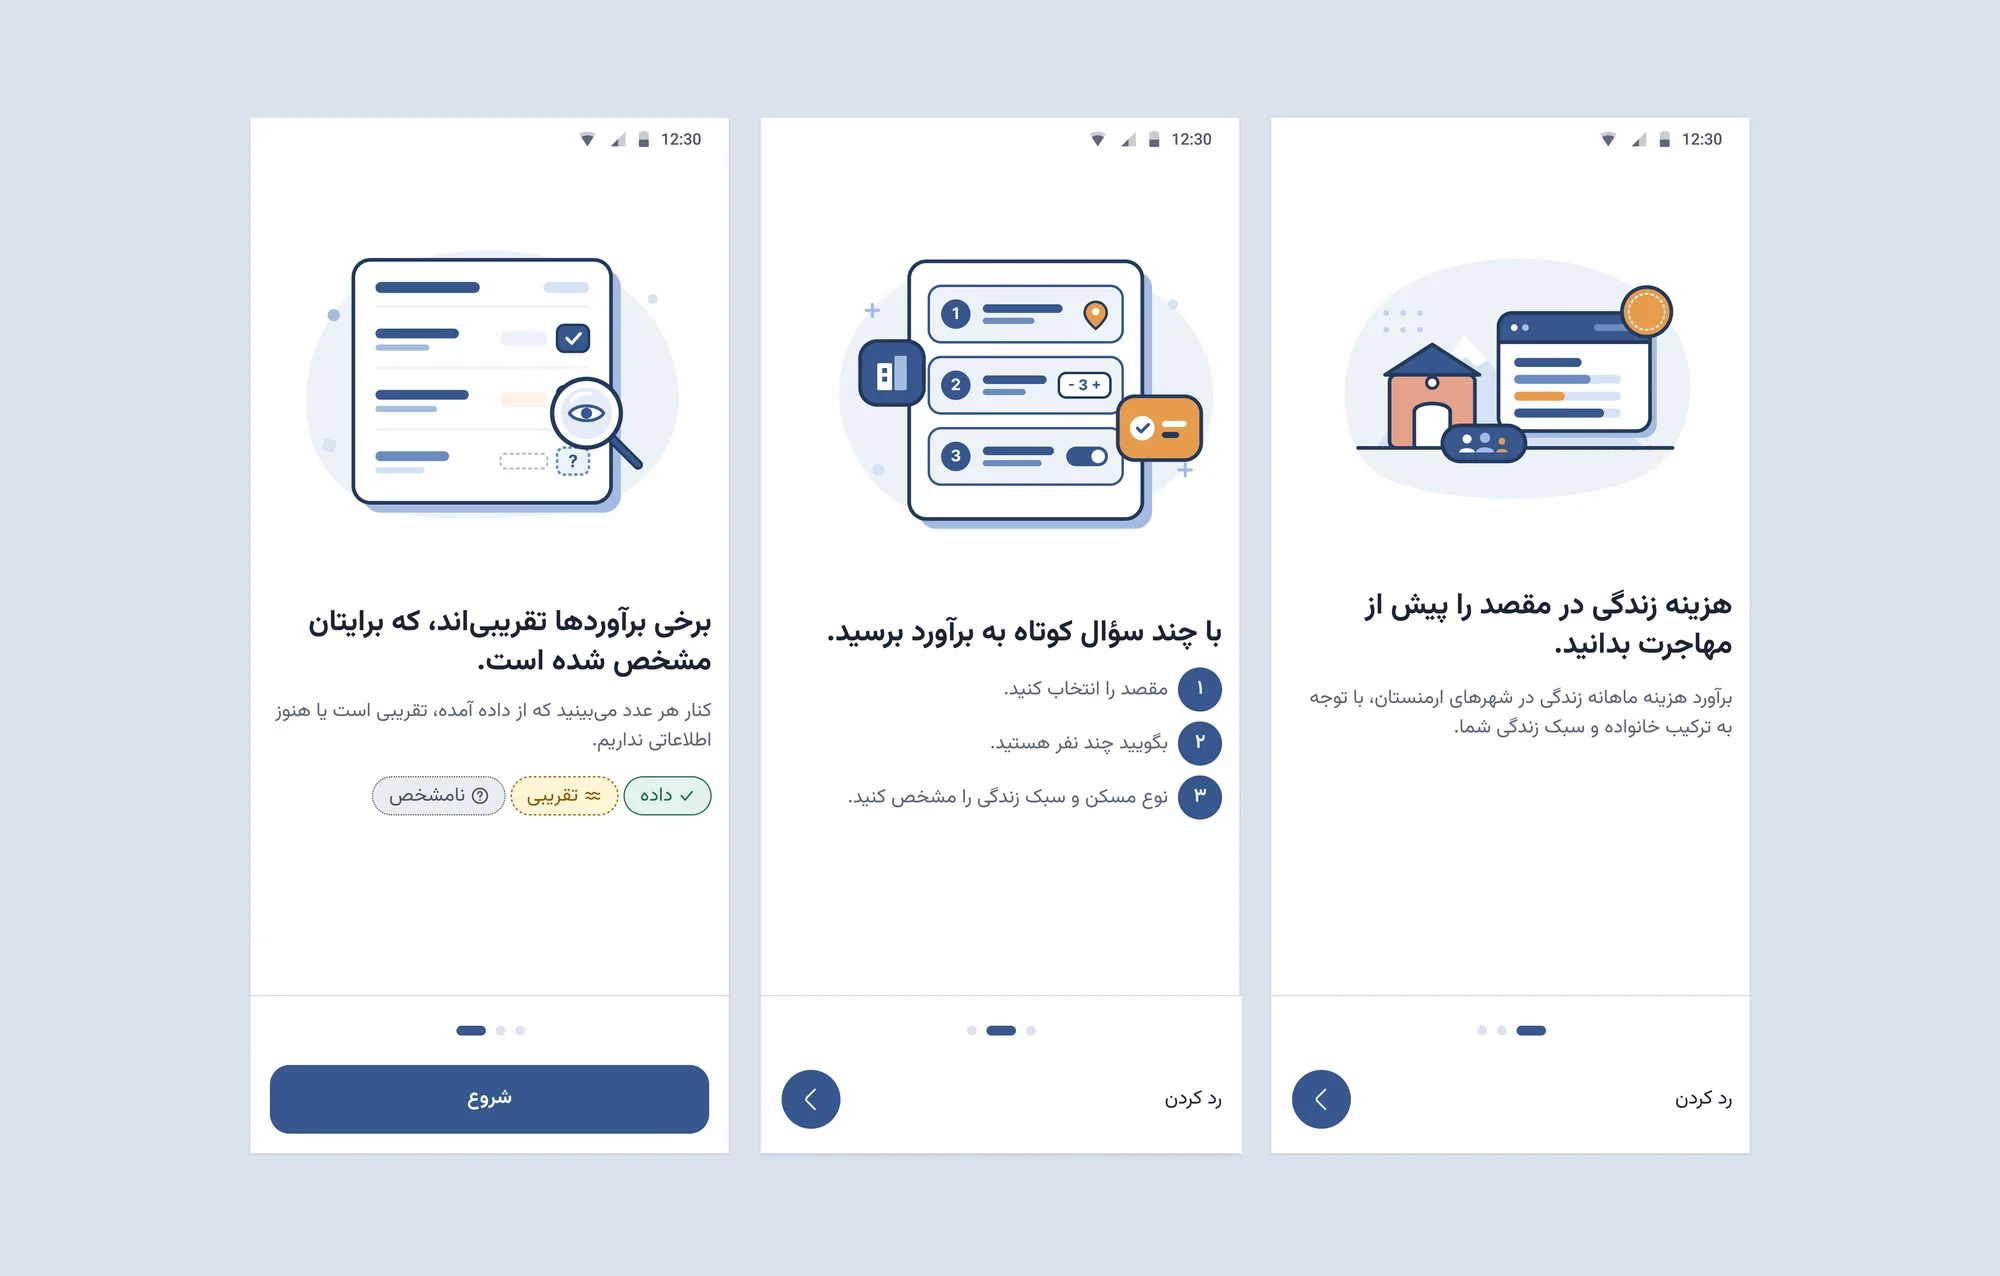 12:30
هزینه زندگی در مقصد را پیش از
مهاجرت بدانید.
برآورد هزینه ماهانه زندگی در شهرهای ارمنستان، با توجه
به ترکیب خانواده و سبک زندگی شما.
رد کردن
12:30
1
2
- 3 +
3
با چند سؤال کوتاه به برآورد برسید.
۱ مقصد را انتخاب کنید.
۲ بگویید چند نفر هستید.
۳ نوع مسکن و سبک زندگی را مشخص کنید.
رد کردن
12:30
?
برخی برآوردها تقریبی‌اند، که برایتان
مشخص شده است.
کنار هر عدد می‌بینید که از داده آمده، تقریبی است یا هنوز
اطلاعاتی نداریم.
داده
تقریبی
نامشخص
شروع